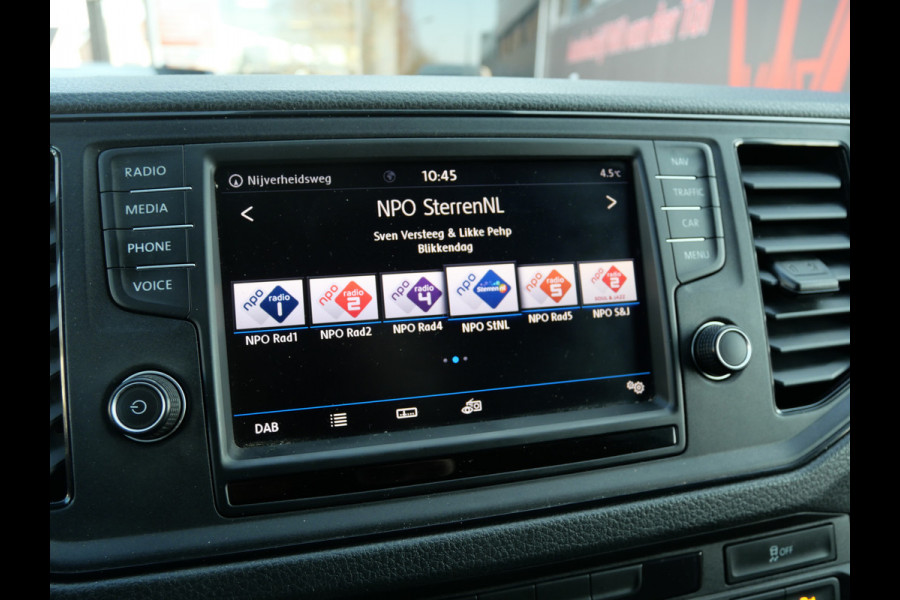 RADIO
MEDIA
PHONE
VOICE
Nijverheidsweg
10:45
4.5°C
< NPO SterrenNL >
Sven Versteeg & Likke Pehp
Blikkendag
npo radio 1
npo radio 2
npo radio 4
npo SterrenNL
npo radio 5
npo radio 2 SOUL & JAZZ
NPO Rad1
NPO Rad2
NPO Rad4
NPO StNL
NPO Rad5
NPO S&J
DAB
NAV
TRAFFIC
CAR
MENU
OFF